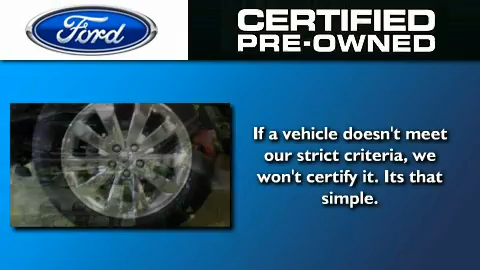 Ford
CERTIFIED
PRE-OWNED
If a vehicle doesn't meet
our strict criteria, we
won't certify it. Its that
simple.